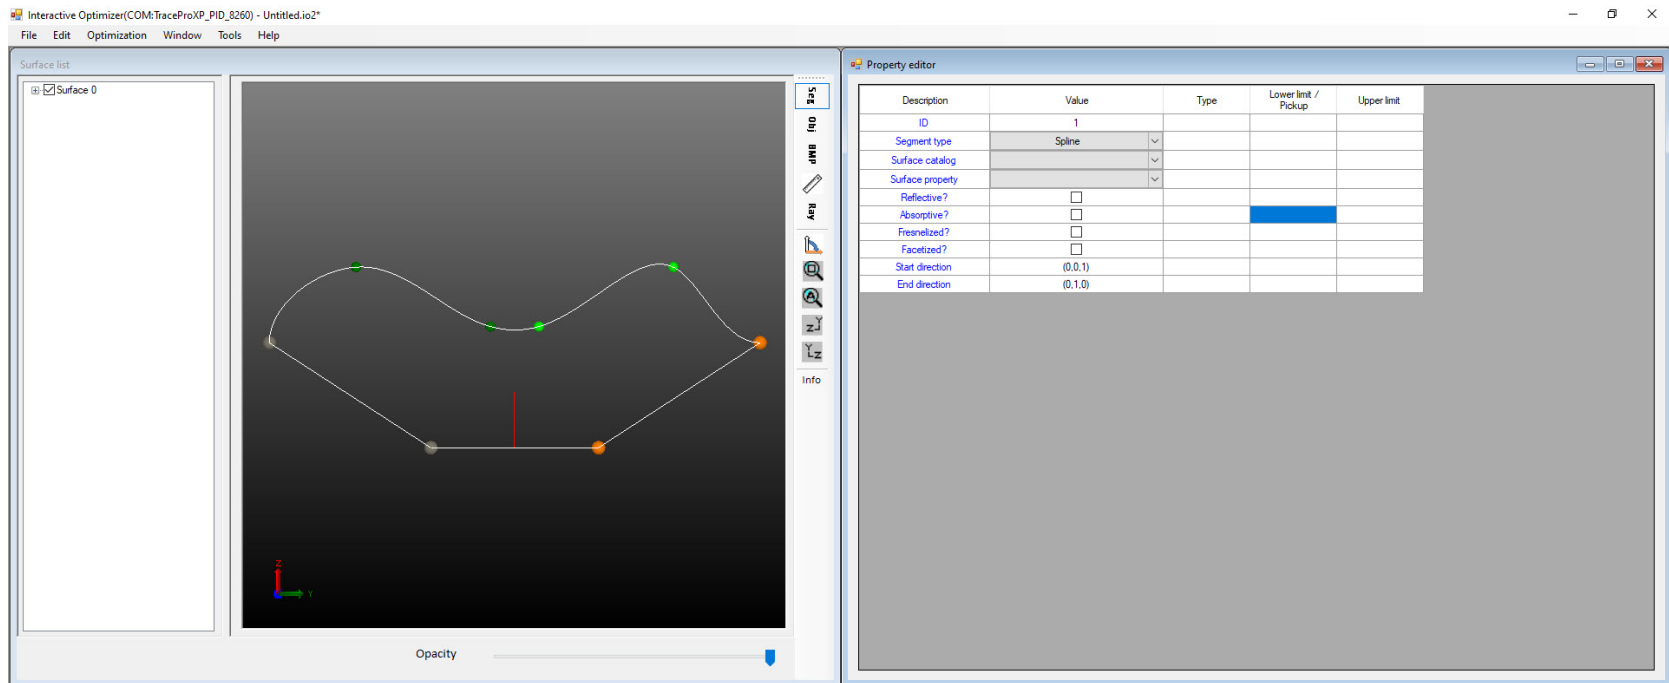 Interactive Optimizer(COM:TraceProXP_PID_8260) - Untitled.io2*
File Edit Optimization Window Tools Help
Surface list
Surface 0
Seg
Obj
BMP
Ray
zY
Yz
Info
Z
Y
Opacity
Property editor
Description Value Type Lower limit / Pickup Upper limit
ID 1
Segment type Spline
Surface catalog
Surface property
Reflective?
Absorptive?
Fresnelized?
Facetized?
Start direction (0,0,1)
End direction (0,1,0)